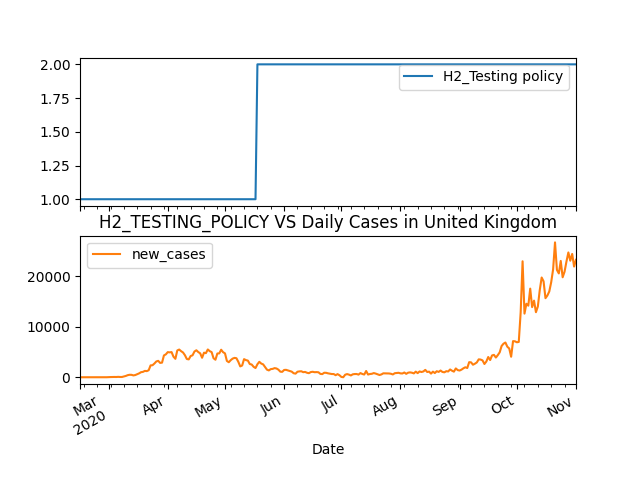 2.00
1.75
1.50
1.25
1.00
H2_Testing policy
H2_TESTING_POLICY VS Daily Cases in United Kingdom
20000
10000
0
new_cases
Mar
2020
Apr
May
Jun
Jul
Aug
Sep
Oct
Nov
Date